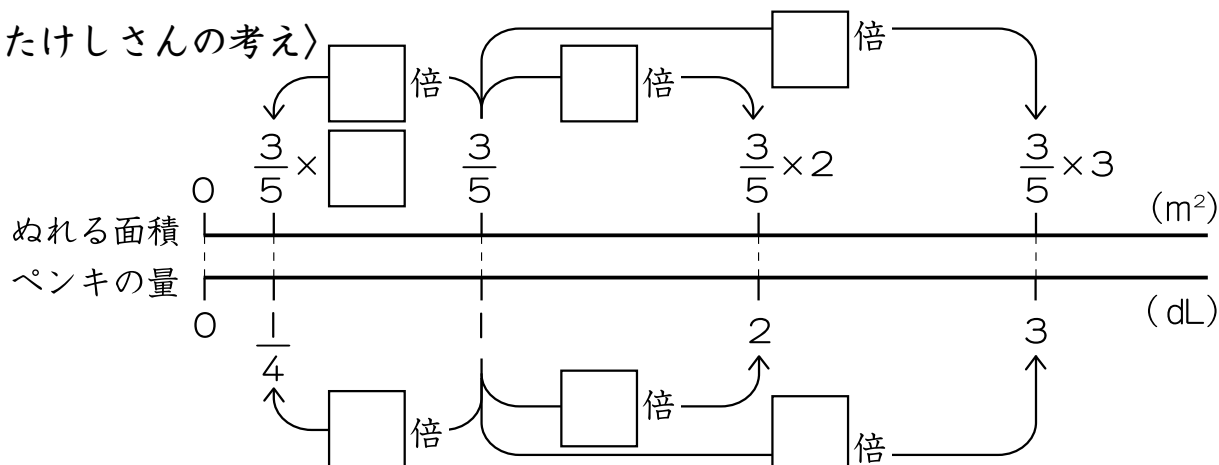 たけしさんの考え〉
倍 倍 倍
3/5× 3/5 3/5×2 3/5×3
0
ぬれる面積 (m²)
ペンキの量
0 1/4 1 2 3 (dL)
倍 倍 倍